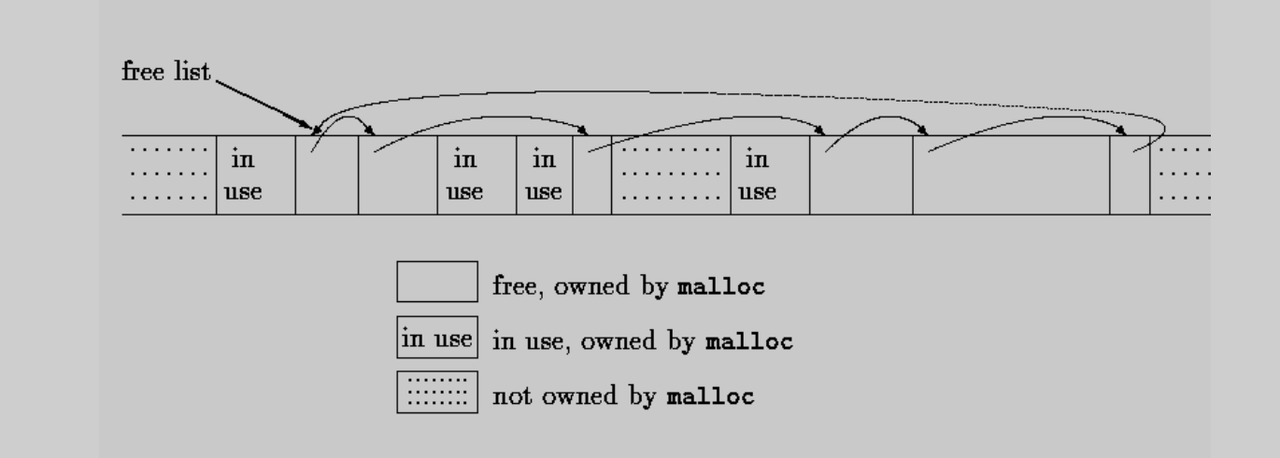 free list
in
use
in
use
in
use
in
use
free, owned by malloc
in use
in use, owned by malloc
not owned by malloc